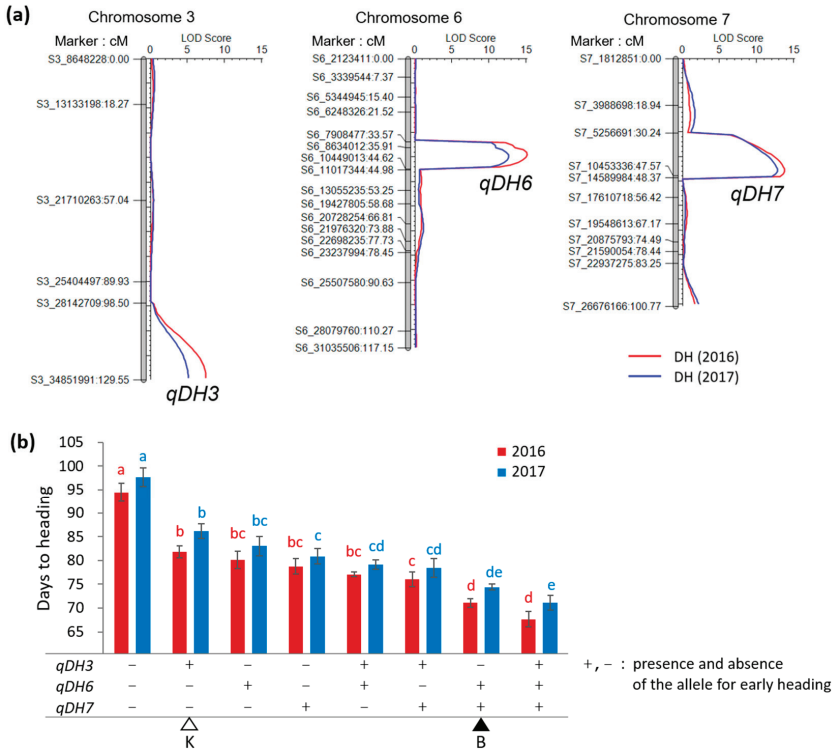 (a)
Chromosome 3
Chromosome 6
Chromosome 7
Marker : cM
LOD Score
0 5 10 15
S3_8648228:0.00
S3_13133198:18.27
S3_21710263:57.04
S3_25404497:89.93
S3_28142709:98.50
S3_34851991:129.55
qDH3
Marker : cM
LOD Score
0 5 10 15
S6_2123411:0.00
S6_3339544:7.37
S6_5344945:15.40
S6_6248326:21.52
S6_7908477:33.57
S6_8634012:35.91
S6_10449013:44.62
S6_11017344:44.98
S6_13055235:53.25
S6_19427805:58.68
S6_20728254:66.81
S6_21976320:73.88
S6_22698235:77.73
S6_23237994:78.45
S6_25507580:90.63
S6_28079760:110.27
S6_31035506:117.15
qDH6
Marker : cM
LOD Score
0 5 10 15
S7_1812851:0.00
S7_3988698:18.94
S7_5256691:30.24
S7_10453336:47.57
S7_14589984:48.37
S7_17610718:56.42
S7_19548613:67.17
S7_20875793:74.49
S7_21590054:78.44
S7_22937275:83.25
S7_26676166:100.77
qDH7
DH (2016)
DH (2017)
(b)
Days to heading
105
100
95
90
85
80
75
70
65
2016
2017
a a b b bc bc bc c bc cd c cd d de d e
qDH3 – + – – + + – +
qDH6 – – + – + – + +
qDH7 – – – + – + + +
K
B
+, – : presence and absence
of the allele for early heading